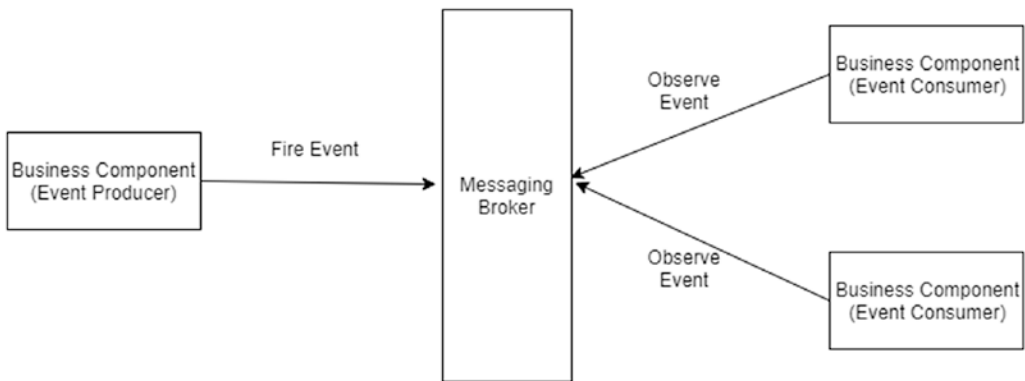 Business Component
(Event Producer)
Fire Event
Messaging
Broker
Observe
Event
Business Component
(Event Consumer)
Observe
Event
Business Component
(Event Consumer)